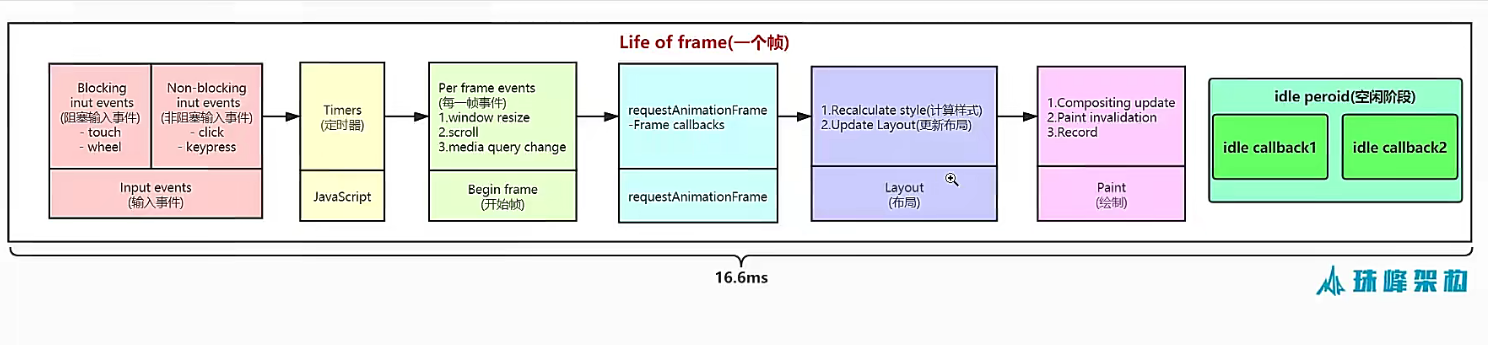 Life of frame(一个帧)
Blocking
inut events
(阻塞输入事件)
- touch
- wheel
Non-blocking
inut events
(非阻塞输入事件)
- click
- keypress
Input events
(输入事件)
Timers
(定时器)
JavaScript
Per frame events
(每一帧事件)
1.window resize
2.scroll
3.media query change
Begin frame
(开始帧)
requestAnimationFrame
-Frame callbacks
requestAnimationFrame
1.Recalculate style(计算样式)
2.Update Layout(更新布局)
Layout
(布局)
1.Compositing update
2.Paint invalidation
3.Record
Paint
(绘制)
idle peroid(空闲阶段)
idle callback1
idle callback2
16.6ms
珠峰架构